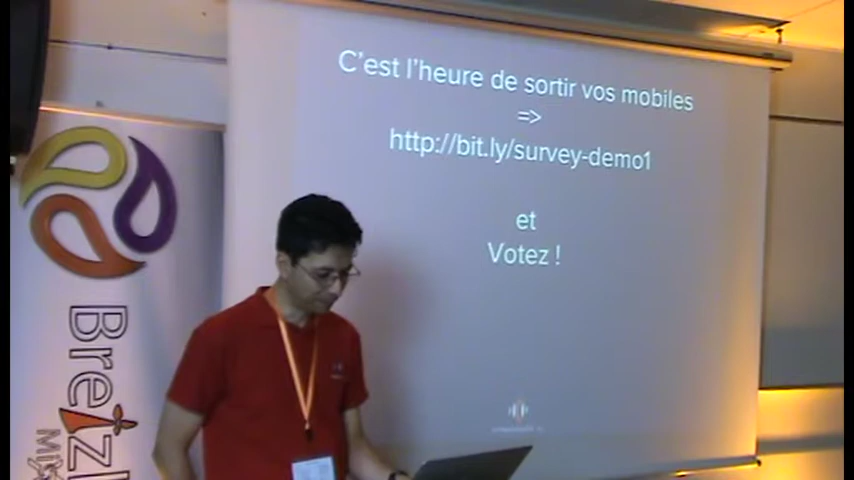 C'est l'heure de sortir vos mobiles
=>
http://bit.ly/survey-demo1
et
Votez !
Breizh